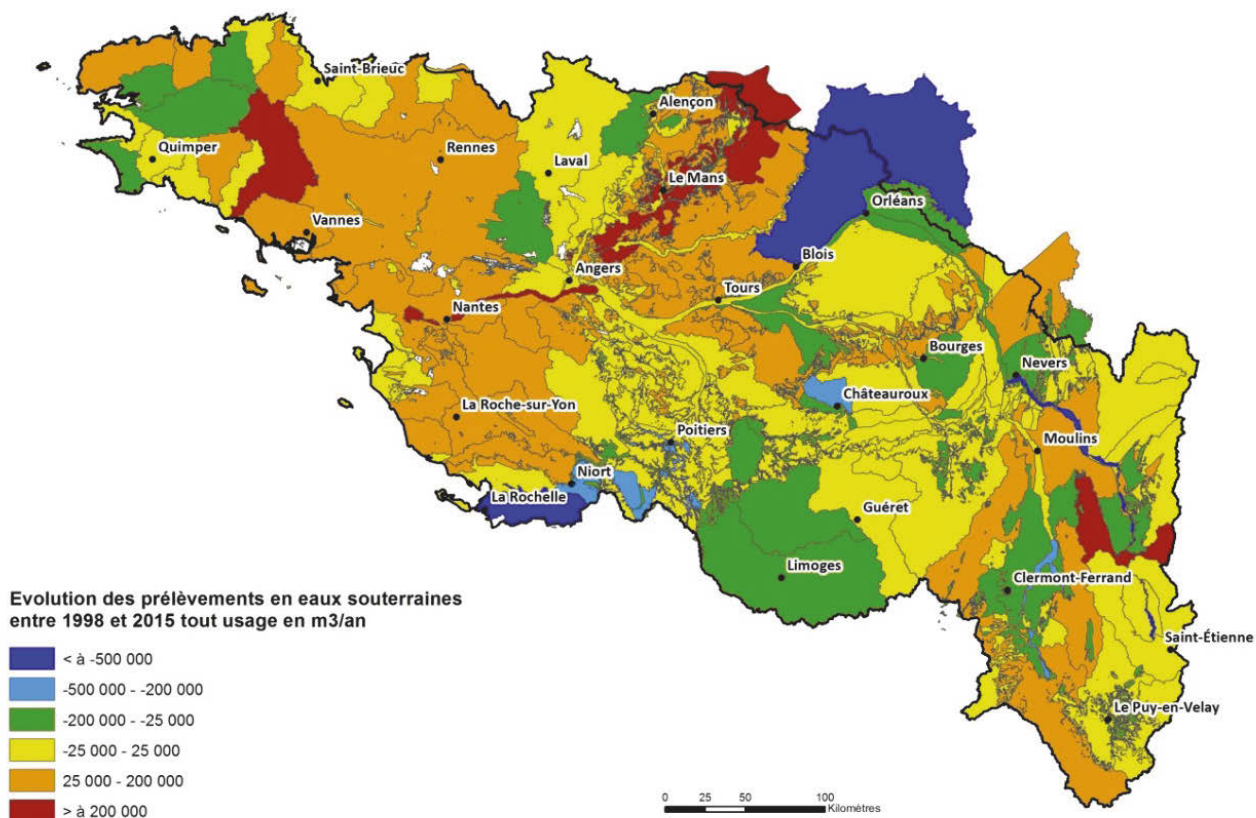 Saint-Brieuc
Alençon
Quimper
Rennes
Laval
Le Mans
Orléans
Vannes
Blois
Angers
Tours
Nantes
Bourges
Nevers
Châteauroux
La Roche-sur-Yon
Poitiers
Moulins
Niort
La Rochelle
Guéret
Limoges
Clermont-Ferrand
Saint-Étienne
Le Puy-en-Velay
Evolution des prélèvements en eaux souterraines
entre 1998 et 2015 tout usage en m3/an
< à -500 000
-500 000 - -200 000
-200 000 - -25 000
-25 000 - 25 000
25 000 - 200 000
> à 200 000
0 25 50 100
Kilomètres